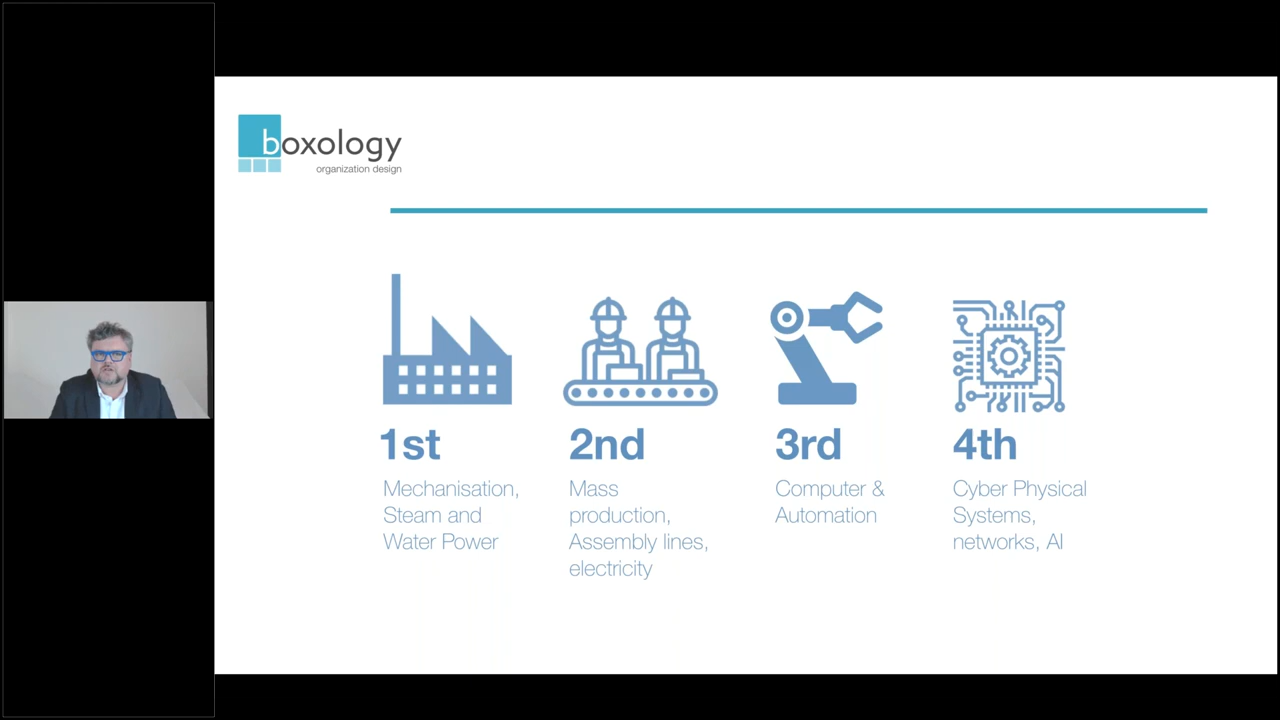 boxology
organization design
1st
Mechanisation,
Steam and
Water Power
2nd
Mass
production,
Assembly lines,
electricity
3rd
Computer &
Automation
4th
Cyber Physical
Systems,
networks, AI